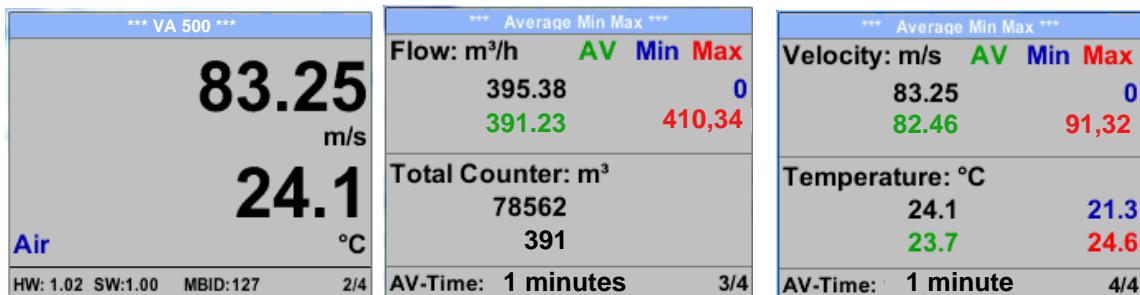 *** VA 500 ***
83.25
m/s
24.1
Air °C
HW: 1.02 SW:1.00 MBID:127 2/4
*** Average Min Max ***
Flow: m³/h AV Min Max
395.38 0
391.23 410,34
Total Counter: m³
78562
391
AV-Time: 1 minutes 3/4
*** Average Min Max ***
Velocity: m/s AV Min Max
83.25 0
82.46 91,32
Temperature: °C
24.1 21.3
23.7 24.6
AV-Time: 1 minute 4/4